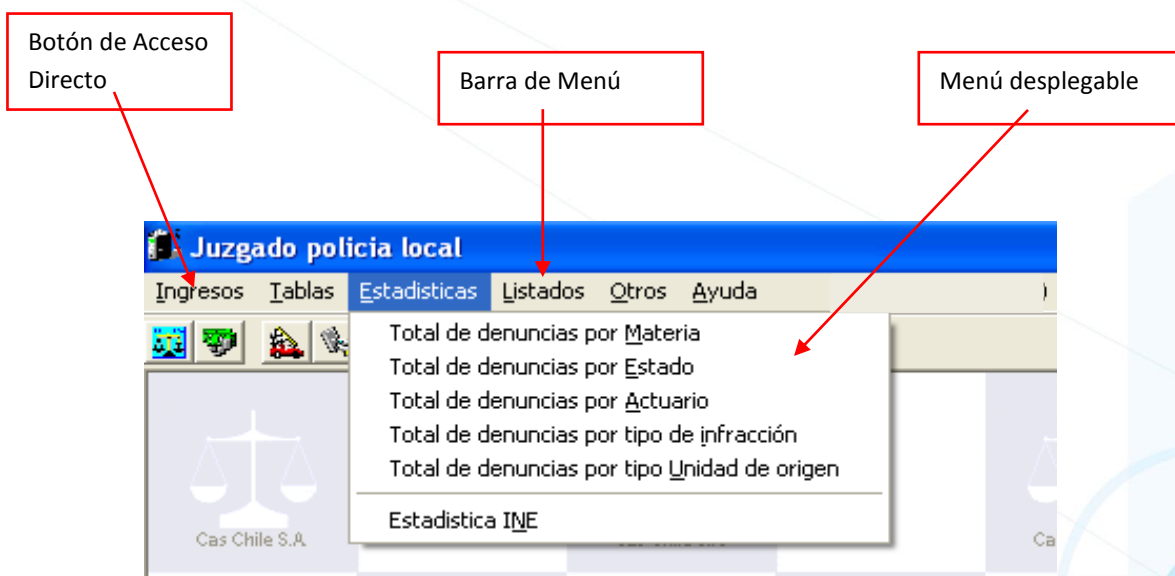 Botón de Acceso
Directo
Barra de Menú
Menú desplegable
Juzgado policia local
Ingresos Tablas Estadisticas Listados Otros Ayuda )
Total de denuncias por Materia
Total de denuncias por Estado
Total de denuncias por Actuario
Total de denuncias por tipo de infracción
Total de denuncias por tipo Unidad de origen
Estadistica INE
Cas Chile S.A.
Ca